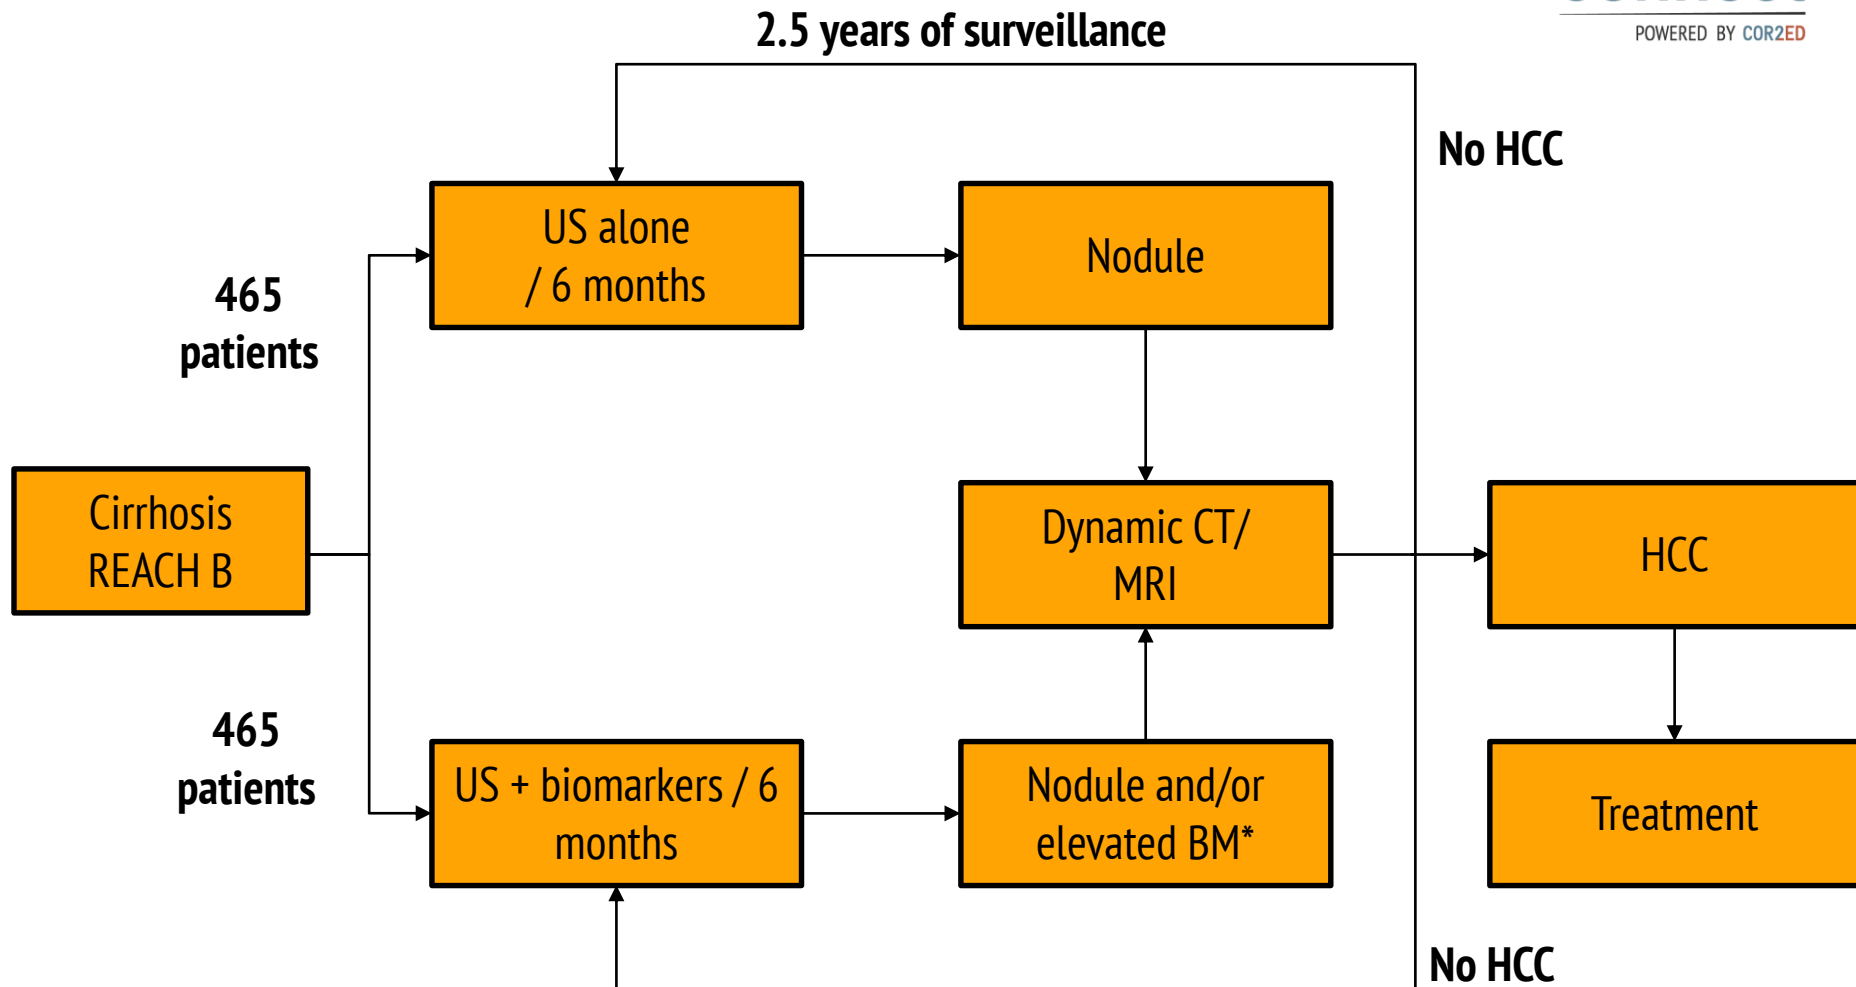 POWERED BY COR2ED
2.5 years of surveillance
No HCC
US alone
/ 6 months
Nodule
465
patients
Cirrhosis
REACH B
Dynamic CT/
MRI
HCC
465
patients
US + biomarkers / 6
months
Nodule and/or
elevated BM*
Treatment
No HCC